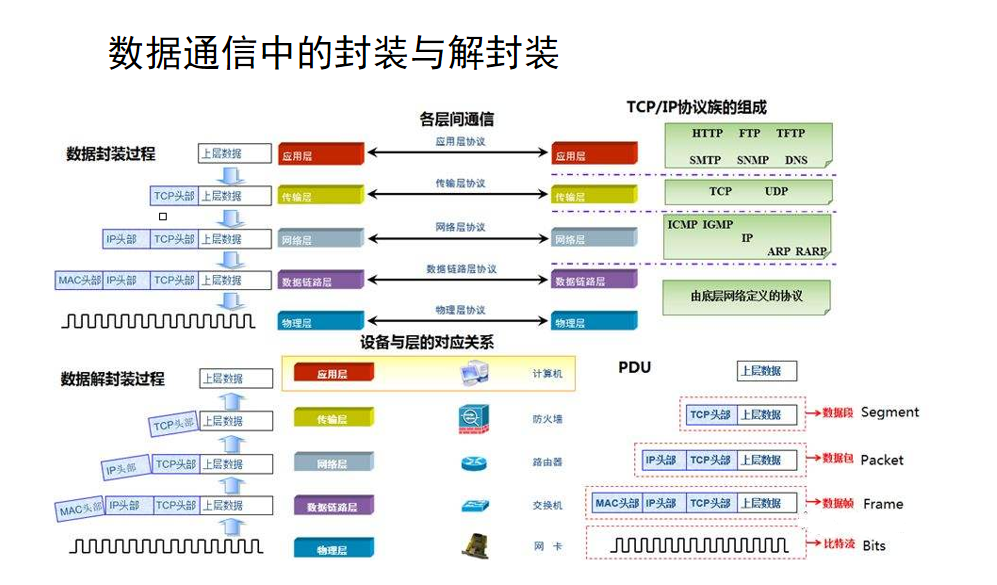 数据通信中的封装与解封装
TCP/IP协议族的组成
各层间通信
数据封装过程
上层数据
应用层
应用层协议
应用层
HTTP FTP TFTP
SMTP SNMP DNS
TCP头部 上层数据
传输层
传输层协议
传输层
TCP UDP
IP头部 TCP头部 上层数据
网络层
网络层协议
网络层
ICMP IGMP
IP
ARP RARP
MAC头部 IP头部 TCP头部 上层数据
数据链路层
数据链路层协议
数据链路层
由底层网络定义的协议
物理层
物理层协议
物理层
设备与层的对应关系
数据解封装过程
上层数据
应用层
计算机
PDU
上层数据
TCP头部 上层数据
传输层
防火墙
TCP头部 上层数据
数据段 Segment
IP头部 TCP头部 上层数据
网络层
路由器
IP头部 TCP头部 上层数据
数据包 Packet
MAC头部 IP头部 TCP头部 上层数据
数据链路层
交换机
MAC头部 IP头部 TCP头部 上层数据
数据帧 Frame
物理层
网 卡
比特流 Bits